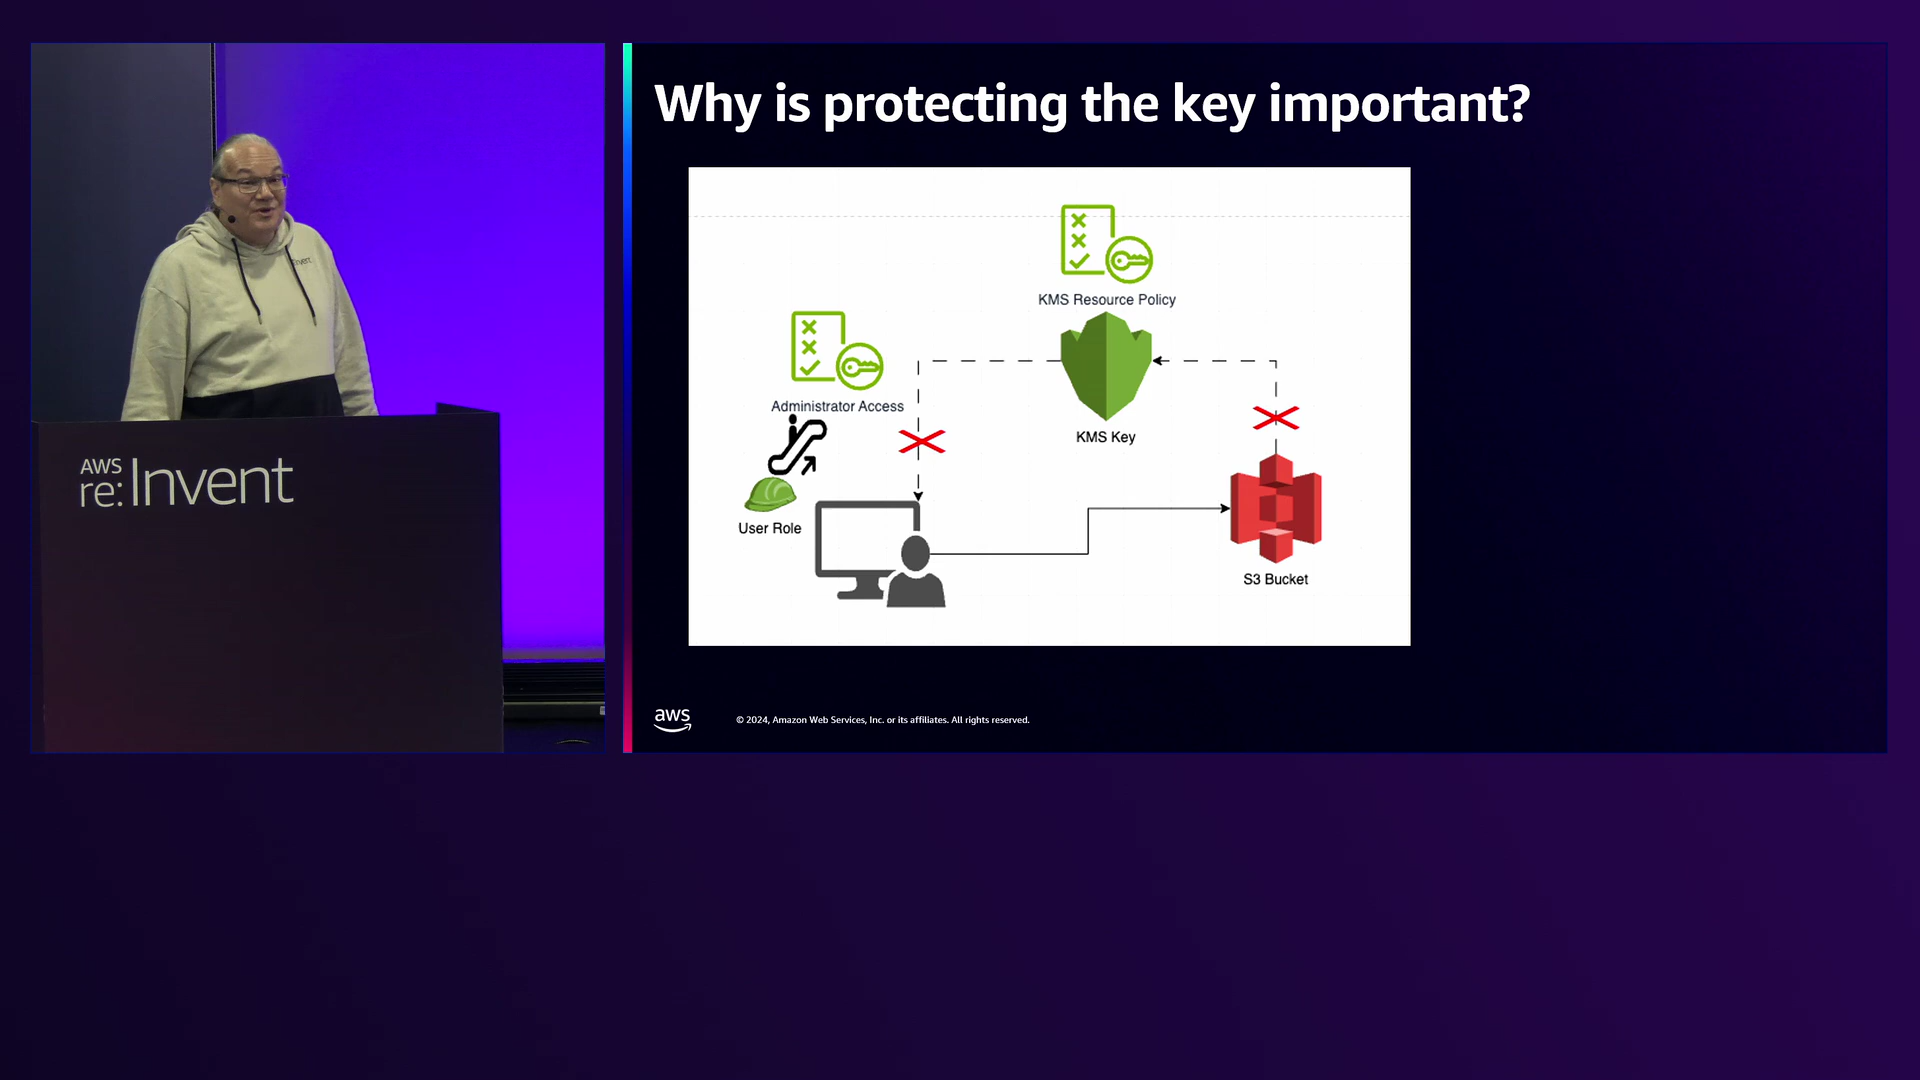 Why is protecting the key important?
KMS Resource Policy
Administrator Access
KMS Key
User Role
S3 Bucket
AWS
re:Invent
aws
© 2024, Amazon Web Services, Inc. or its affiliates. All rights reserved.